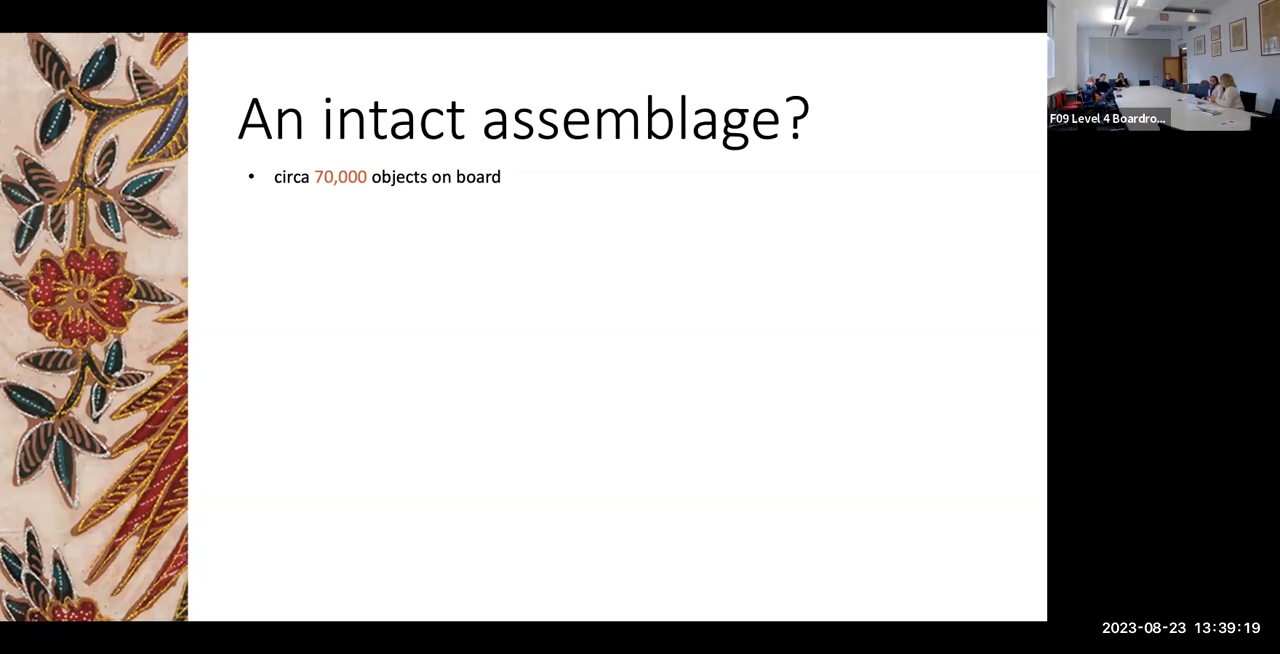 An intact assemblage?
• circa 70,000 objects on board
F09 Level 4 Boardro...
2023-08-23 13:39:19